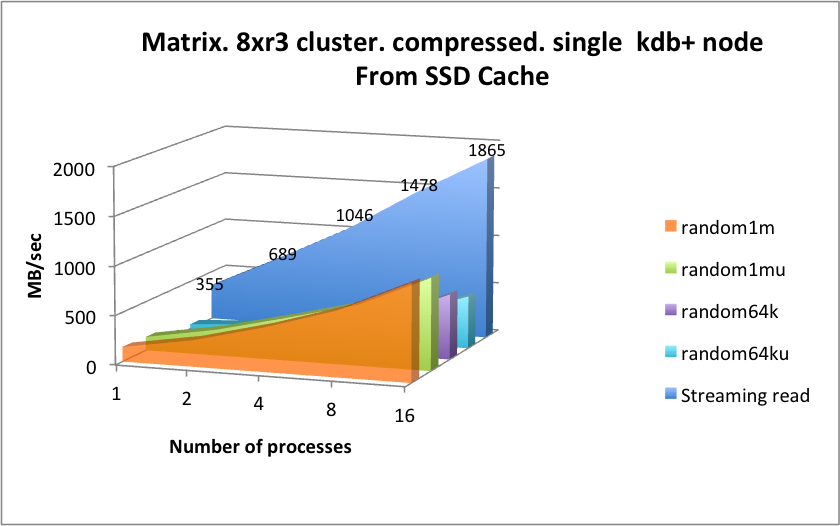 Matrix. 8xr3 cluster. compressed. single  kdb+ node
From SSD Cache
MB/sec
2000
1500
1000
500
0
355
689
1046
1478
1865
1
2
4
8
16
Number of processes
random1m
random1mu
random64k
random64ku
Streaming read